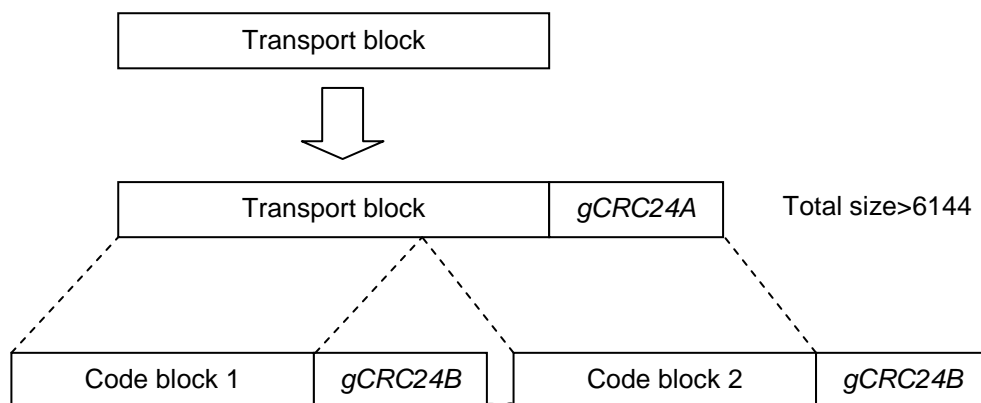 Transport block
Transport block gCRC24A Total size>6144
Code block 1 gCRC24B Code block 2 gCRC24B